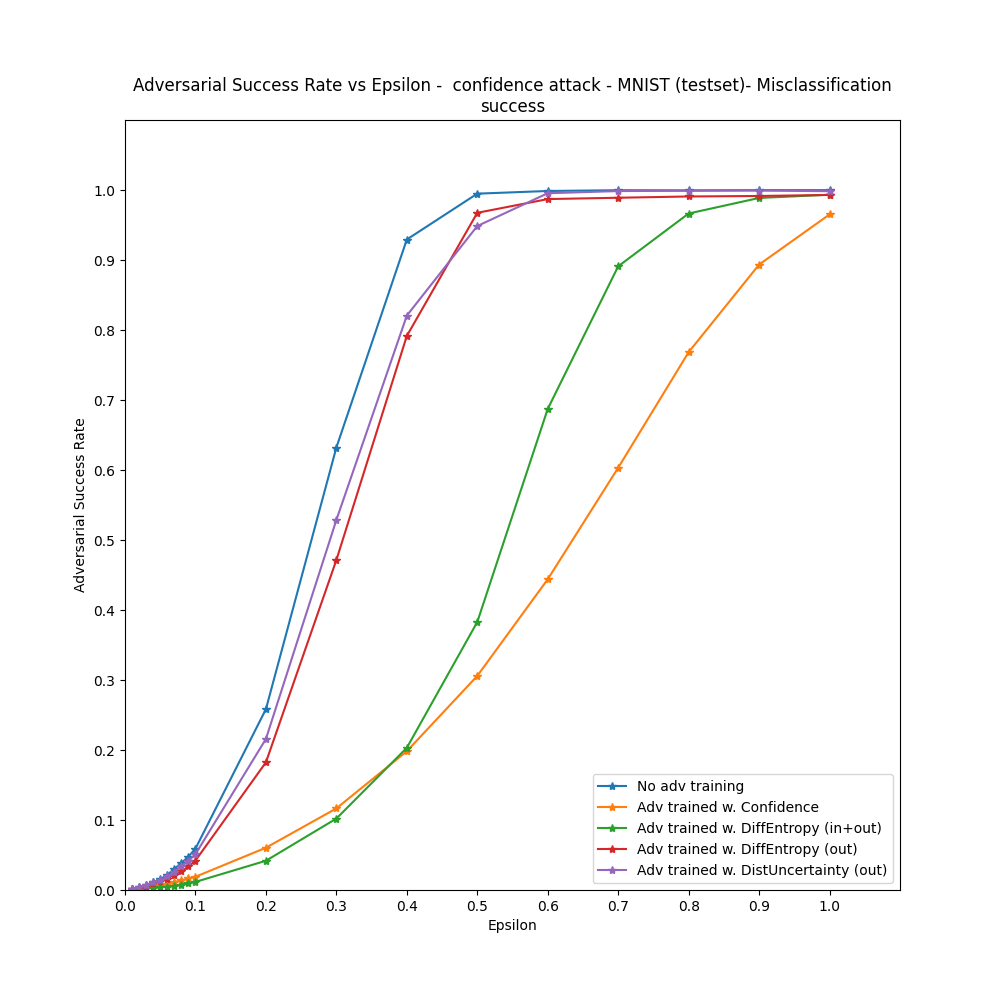 Adversarial Success Rate vs Epsilon -  confidence attack - MNIST (testset)- Misclassification
success
1.0
0.9
0.8
0.7
0.6
0.5
0.4
0.3
0.2
0.1
0.0
Adversarial Success Rate
0.0 0.1 0.2 0.3 0.4 0.5 0.6 0.7 0.8 0.9 1.0
Epsilon
No adv training
Adv trained w. Confidence
Adv trained w. DiffEntropy (in+out)
Adv trained w. DiffEntropy (out)
Adv trained w. DistUncertainty (out)